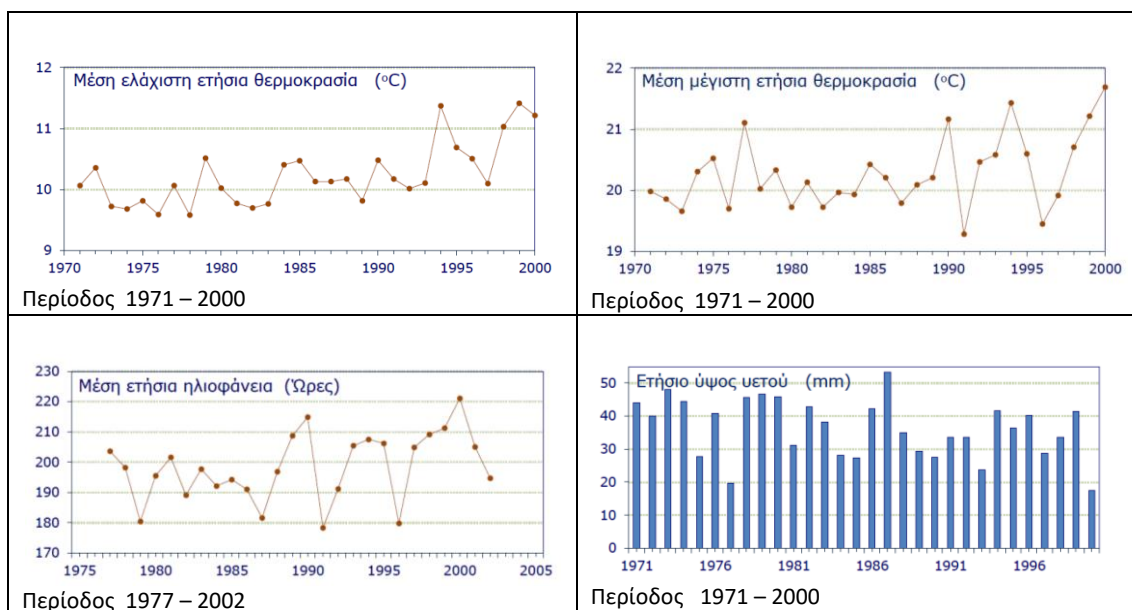 Μέση ελάχιστη ετήσια θερμοκρασία (°C)
12
11
10
9
1970 1975 1980 1985 1990 1995 2000
Περίοδος 1971 – 2000
Μέση μέγιστη ετήσια θερμοκρασία (°C)
22
21
20
19
1970 1975 1980 1985 1990 1995 2000
Περίοδος 1971 – 2000
Μέση ετήσια ηλιοφάνεια (Ώρες)
230
220
210
200
190
180
170
1975 1980 1985 1990 1995 2000 2005
Περίοδος 1977 – 2002
Ετήσιο ύψος υετού (mm)
50
40
30
20
10
0
1971 1976 1981 1986 1991 1996
Περίοδος 1971 – 2000